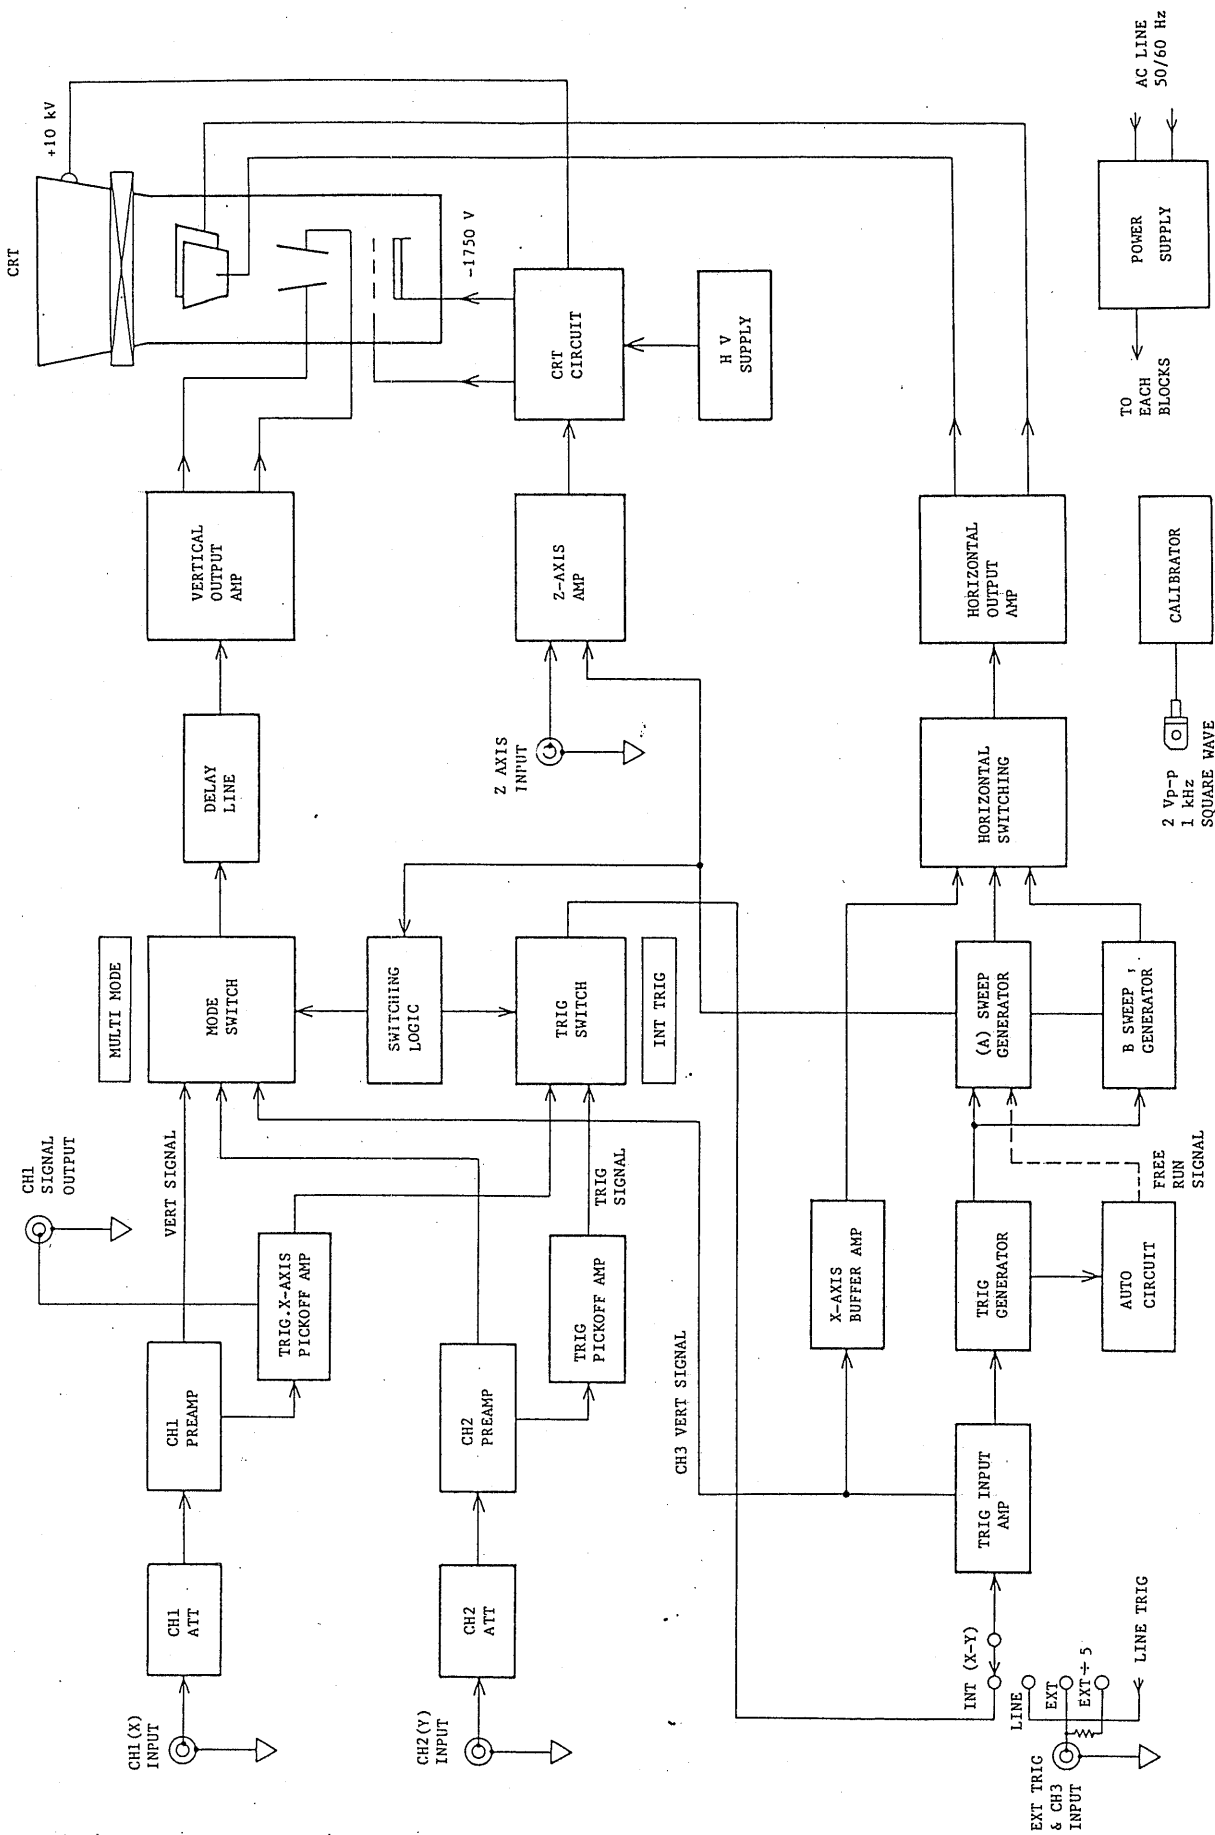 CH1(X)
INPUT
CH1
ATT
CH1
PREAMP
VERT SIGNAL
CH1
SIGNAL
OUTPUT
TRIG.X-AXIS
PICKOFF AMP
MULTI MODE
MODE
SWITCH
DELAY
LINE
VERTICAL
OUTPUT
AMP
CRT
+10 kV
CH2(Y)
INPUT
CH2
ATT
CH2
PREAMP
TRIG
PICKOFF AMP
TRIG
SIGNAL
SWITCHING
LOGIC
TRIG
SWITCH
INT TRIG
Z AXIS
INPUT
Z-AXIS
AMP
CRT
CIRCUIT
-1750 V
H V
SUPPLY
CH3 VERT SIGNAL
X-AXIS
BUFFER AMP
INT (X-Y)
LINE
EXT
EXT÷5
LINE TRIG
EXT TRIG
& CH3
INPUT
TRIG INPUT
AMP
TRIG
GENERATOR
AUTO
CIRCUIT
FREE
RUN
SIGNAL
(A) SWEEP
GENERATOR
B SWEEP
GENERATOR
HORIZONTAL
SWITCHING
HORIZONTAL
OUTPUT
AMP
2 Vp-p
1 kHz
SQUARE WAVE
CALIBRATOR
TO
EACH
BLOCKS
POWER
SUPPLY
AC LINE
50/60 Hz